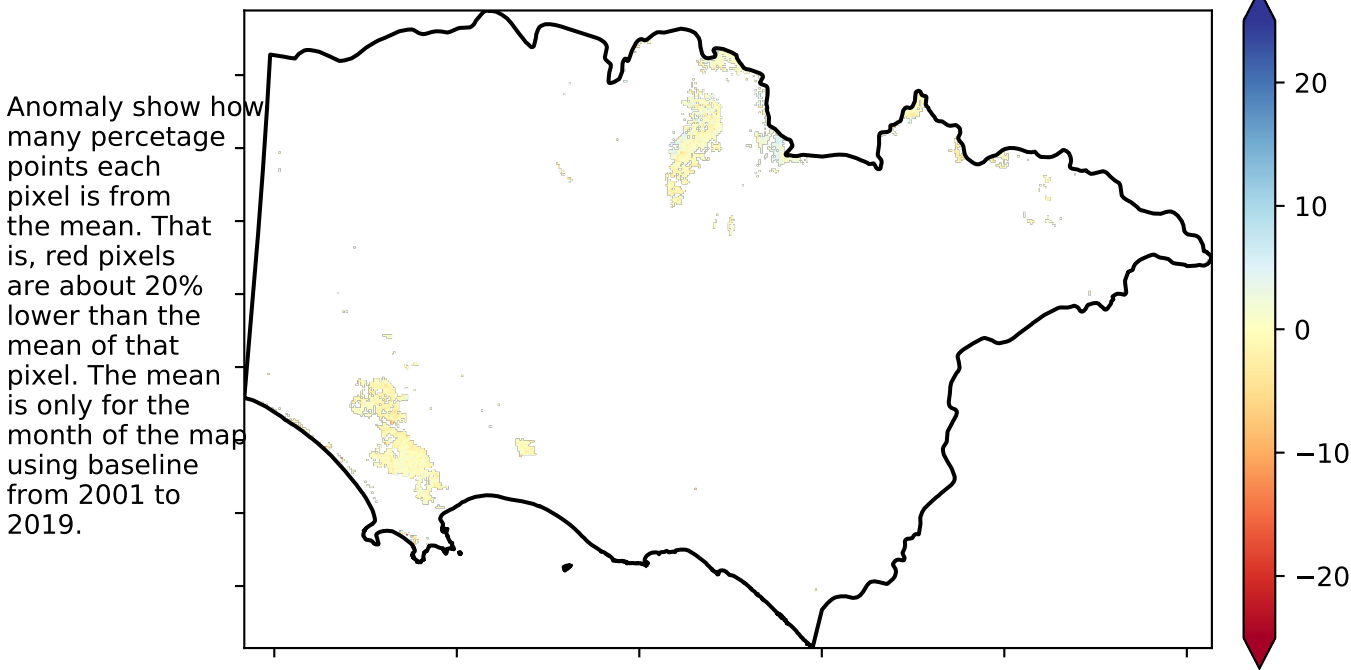 Anomaly show how
many percetage
points each
pixel is from
the mean. That
is, red pixels
are about 20%
lower than the
mean of that
pixel. The mean
is only for the
month of the map
using baseline
from 2001 to
2019.
20
10
0
−10
−20